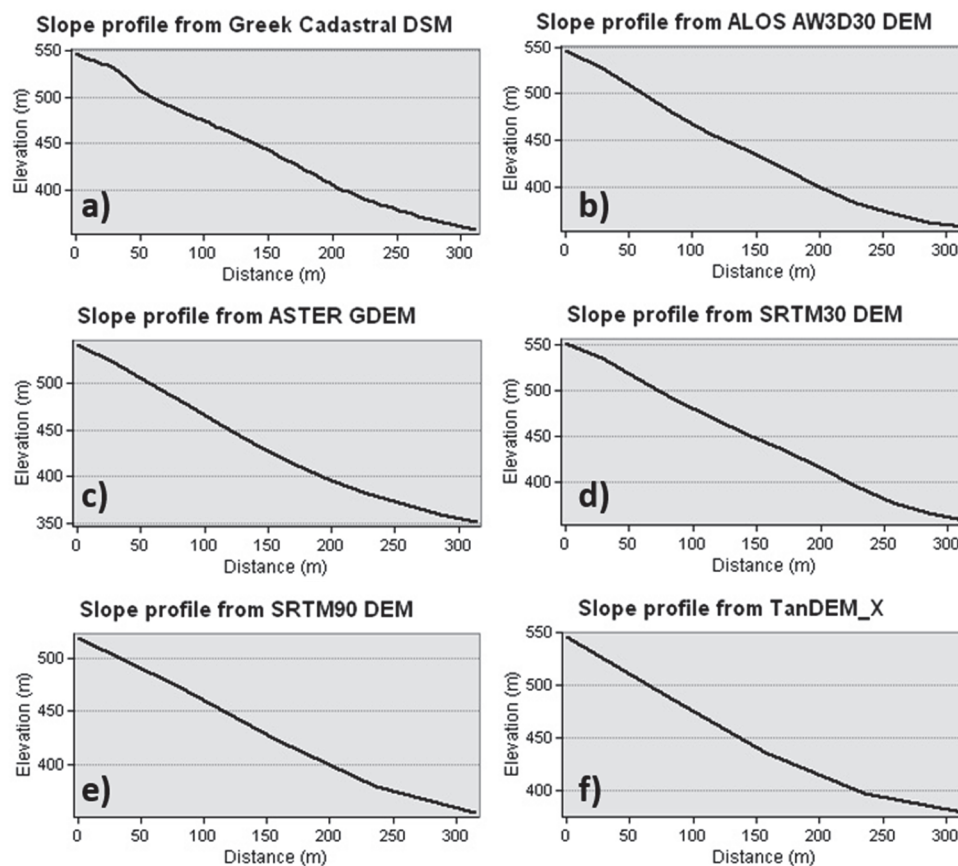 Slope profile from Greek Cadastral DSM
Elevation (m)
550
500
450
400
a)
0 50 100 150 200 250 300
Distance (m)
Slope profile from ALOS AW3D30 DEM
Elevation (m)
550
500
450
400
b)
0 50 100 150 200 250 300
Distance (m)
Slope profile from ASTER GDEM
Elevation (m)
500
450
400
350
c)
0 50 100 150 200 250 300
Distance (m)
Slope profile from SRTM30 DEM
Elevation (m)
550
500
450
400
d)
0 50 100 150 200 250 300
Distance (m)
Slope profile from SRTM90 DEM
Elevation (m)
500
450
400
e)
0 50 100 150 200 250 300
Distance (m)
Slope profile from TanDEM_X
Elevation (m)
550
500
450
400
f)
0 50 100 150 200 250 300
Distance (m)